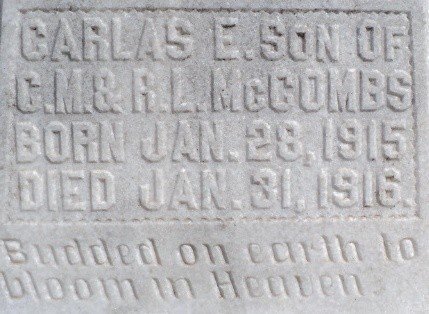 CARLAS E. SON OF
C.M. & R.L. McCOMBS
BORN JAN. 28, 1915
DIED JAN. 31, 1916.
Budded on earth to
bloom in Heaven